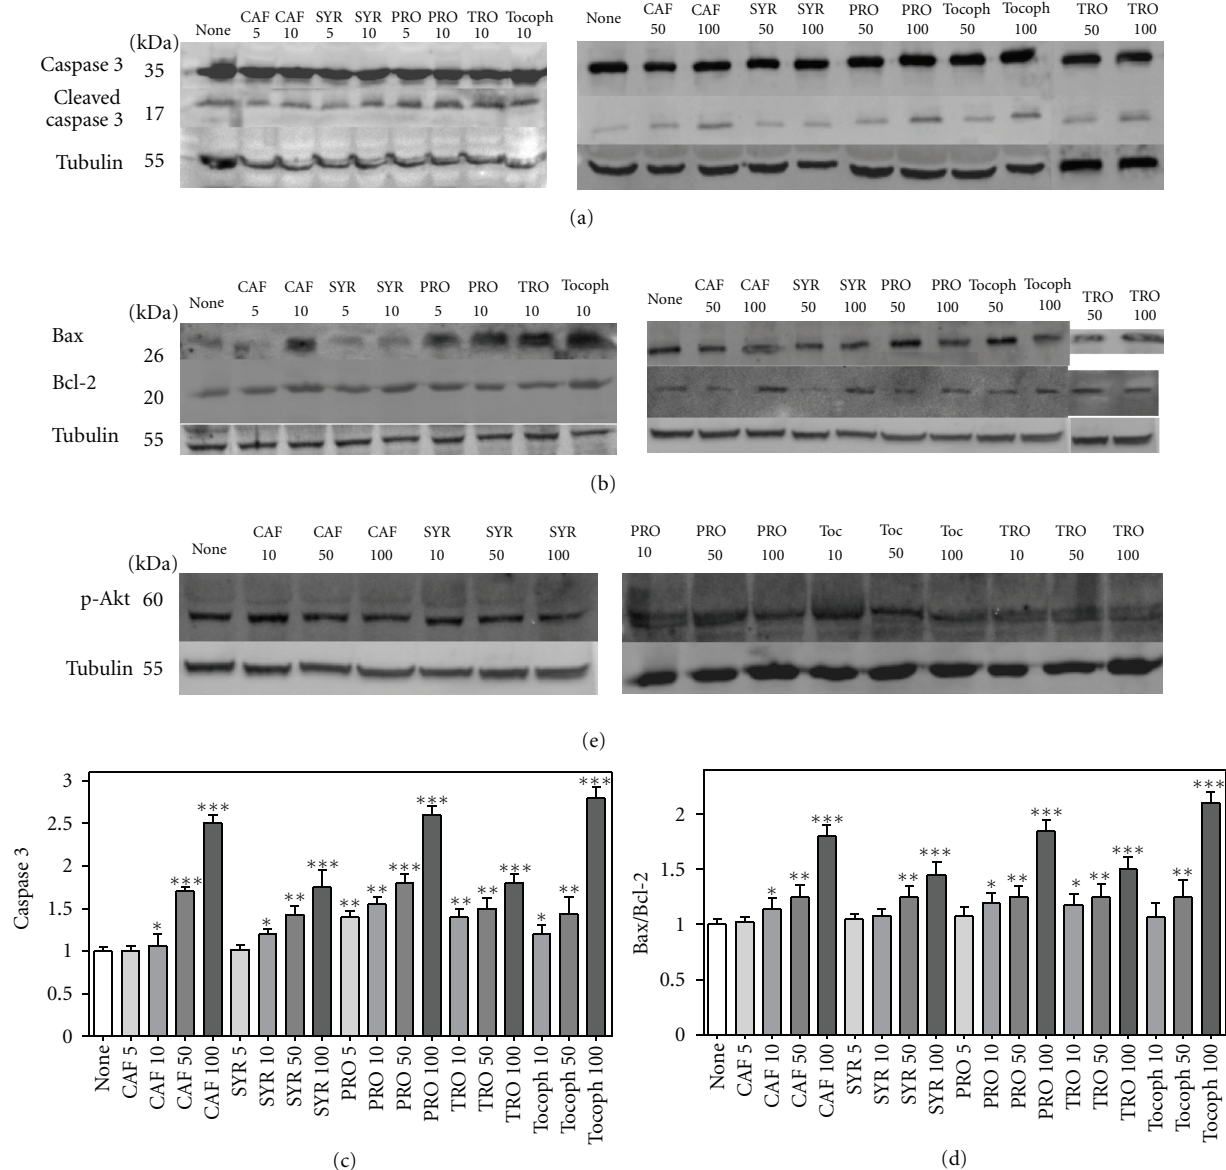 None CAF CAF SYR SYR PRO PRO TRO Tocoph
5 10 5 10 5 10 10 10
(kDa)
Caspase 3 35
Cleaved
caspase 3 17
Tubulin 55
None CAF CAF SYR SYR PRO PRO Tocoph Tocoph TRO TRO
50 100 50 100 50 100 50 100 50 100
(a)
None CAF CAF SYR SYR PRO PRO TRO Tocoph
5 10 5 10 5 10 10 10
(kDa)
Bax
26
Bcl-2
20
Tubulin 55
None CAF CAF SYR SYR PRO PRO Tocoph Tocoph TRO TRO
50 100 50 100 50 100 50 100 50 100
(b)
None CAF CAF CAF SYR SYR SYR
10 50 100 10 50 100
(kDa)
p-Akt 60
Tubulin 55
PRO PRO PRO Toc Toc Toc TRO TRO TRO
10 50 100 10 50 100 10 50 100
(e)
Caspase 3
3
2.5
2
1.5
1
0.5
0
* *** *** * ** *** ** ** *** *** ** ** *** * ** ***
None CAF 5 CAF 10 CAF 50 CAF 100 SYR 5 SYR 10 SYR 50 SYR 100 PRO 5 PRO 10 PRO 50 PRO 100 TRO 10 TRO 50 TRO 100 Tocoph 10 Tocoph 50 Tocoph 100
(c)
Bax/Bcl-2
2
1.5
1
0.5
0
* ** *** ** *** * ** *** * ** *** ** ***
None CAF 5 CAF 10 CAF 50 CAF 100 SYR 5 SYR 10 SYR 50 SYR 100 PRO 5 PRO 10 PRO 50 PRO 100 TRO 10 TRO 50 TRO 100 Tocoph 10 Tocoph 50 Tocoph 100
(d)